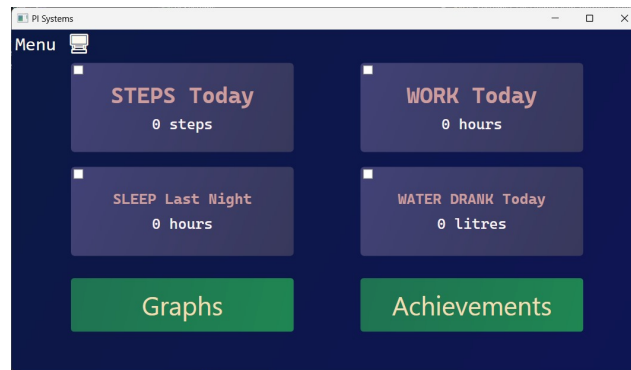 PI Systems
Menu
STEPS Today
0 steps
WORK Today
0 hours
SLEEP Last Night
0 hours
WATER DRANK Today
0 litres
Graphs
Achievements